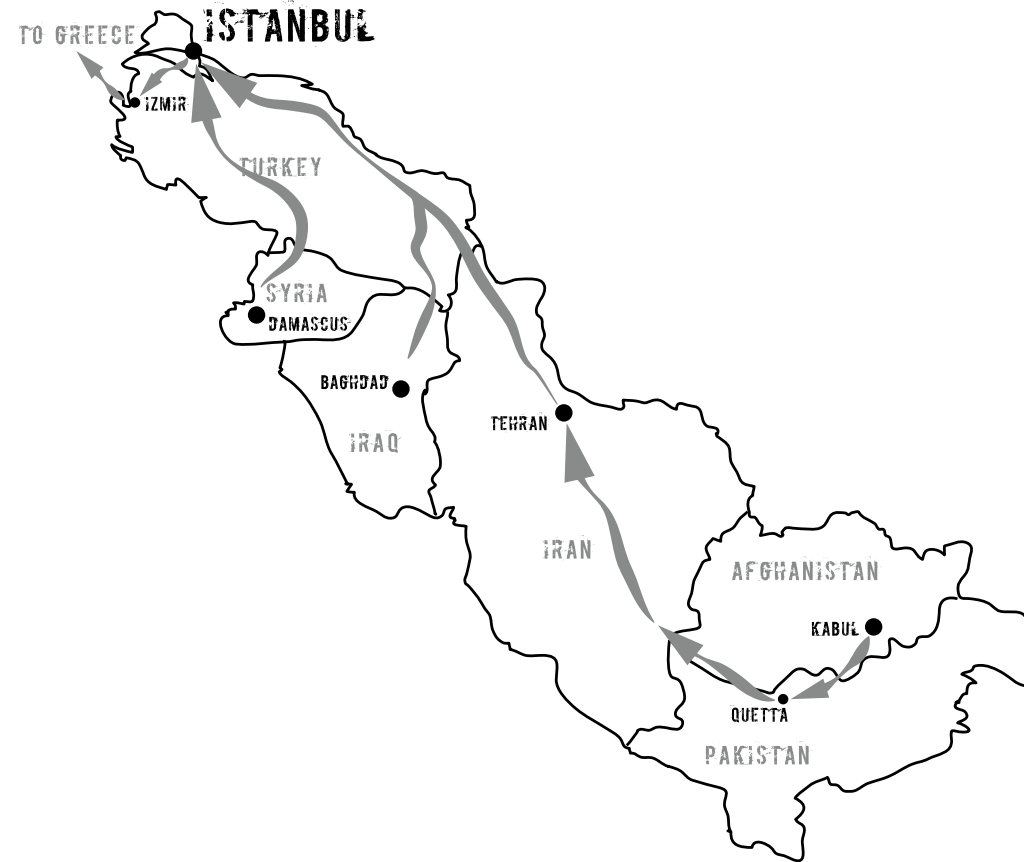 ISTANBUL
TO GREECE
IZMIR
TURKEY
SYRIA
DAMASCUS
BAGHDAD
TEHRAN
IRAQ
IRAN
AFGHANISTAN
KABUL
QUETTA
PAKISTAN